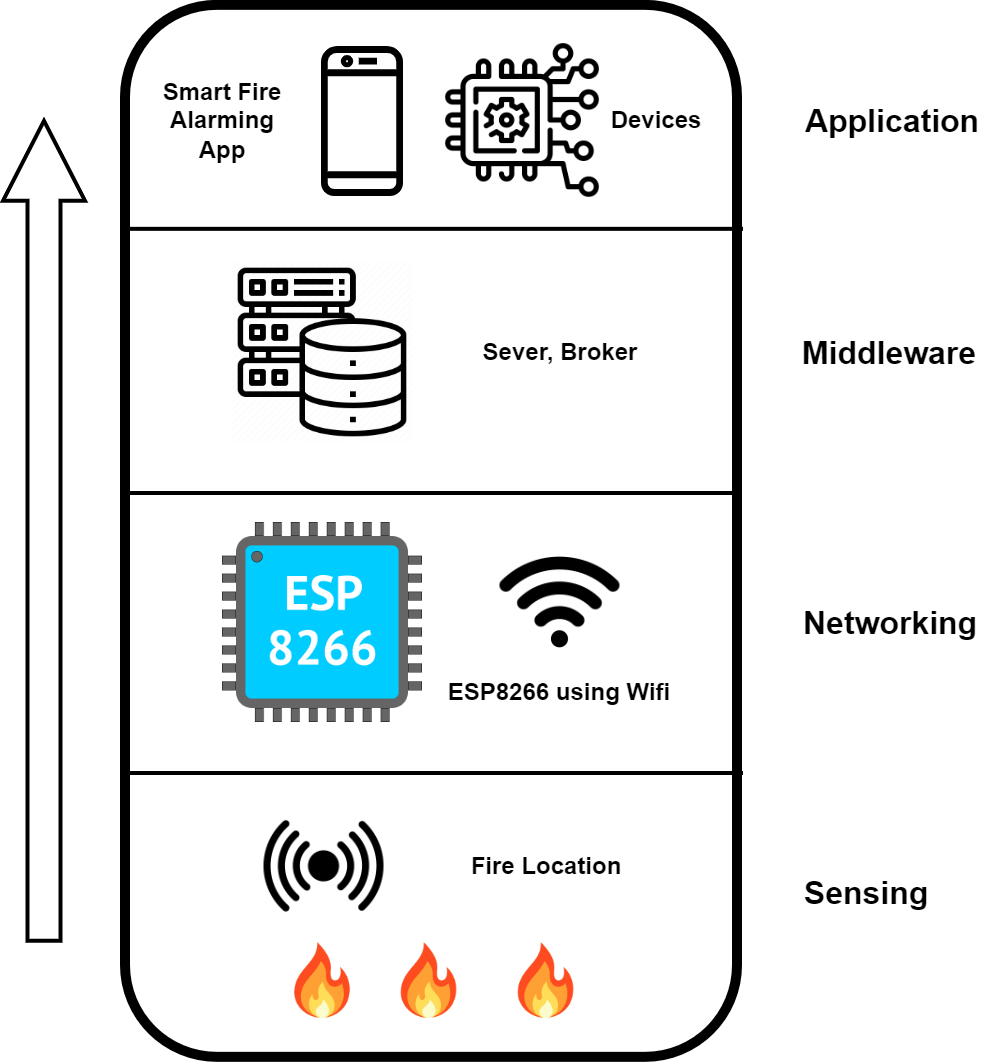 Smart Fire
Alarming
App
Devices
Application
Sever, Broker
Middleware
ESP
8266
ESP8266 using Wifi
Networking
Fire Location
Sensing